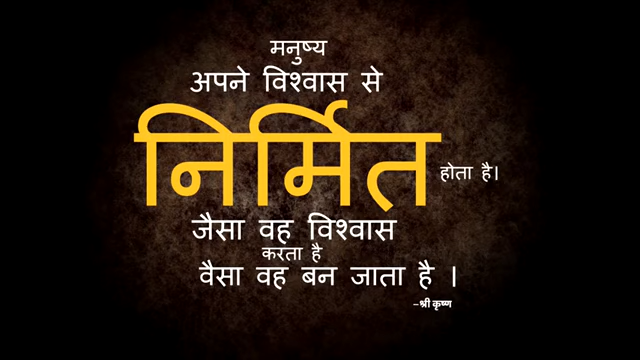 मनुष्य
अपने विश्वास से
निर्मित होता है।
जैसा वह विश्वास
करता है
वैसा वह बन जाता है ।
–श्री कृष्ण